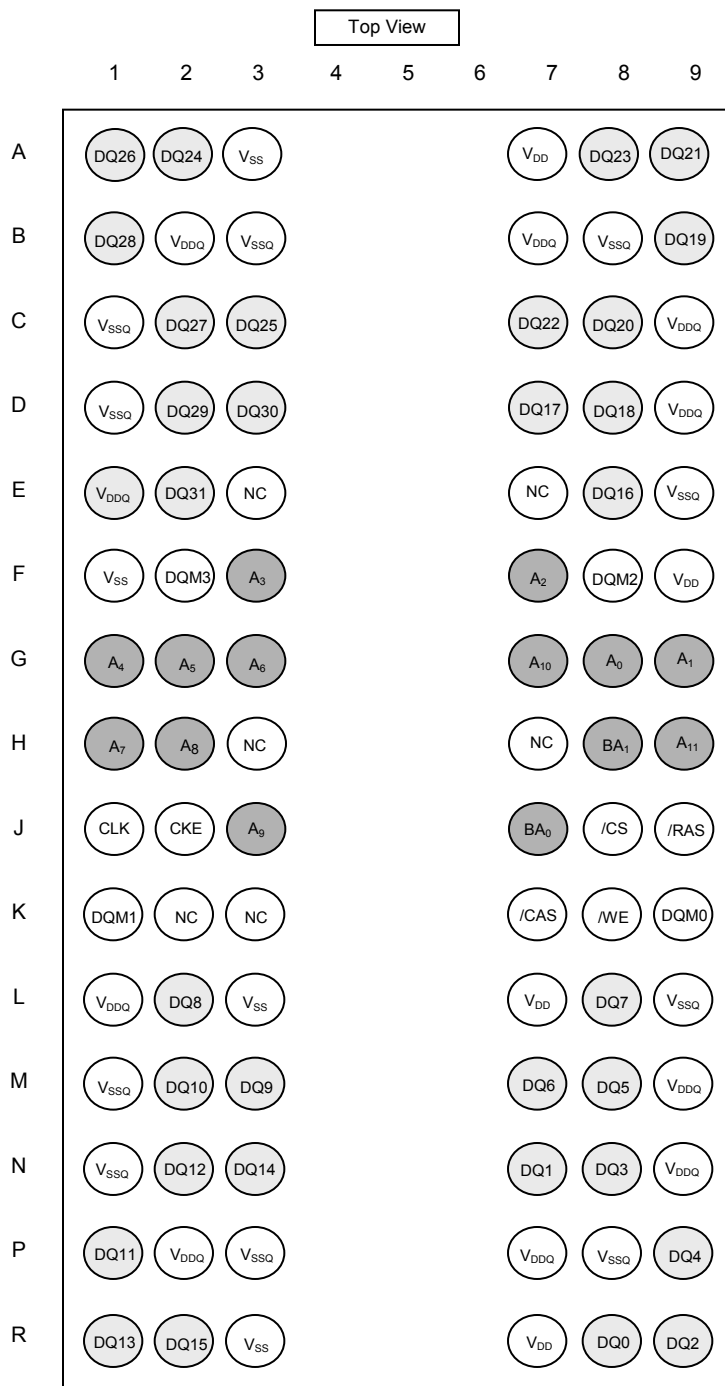 Top View
1 2 3 4 5 6 7 8 9
A DQ26 DQ24 VSS VDD DQ23 DQ21
B DQ28 VDDQ VSSQ VDDQ VSSQ DQ19
C VSSQ DQ27 DQ25 DQ22 DQ20 VDDQ
D VSSQ DQ29 DQ30 DQ17 DQ18 VDDQ
E VDDQ DQ31 NC NC DQ16 VSSQ
F VSS DQM3 A3 A2 DQM2 VDD
G A4 A5 A6 A10 A0 A1
H A7 A8 NC NC BA1 A11
J CLK CKE A9 BA0 /CS /RAS
K DQM1 NC NC /CAS /WE DQM0
L VDDQ DQ8 VSS VDD DQ7 VSSQ
M VSSQ DQ10 DQ9 DQ6 DQ5 VDDQ
N VSSQ DQ12 DQ14 DQ1 DQ3 VDDQ
P DQ11 VDDQ VSSQ VDDQ VSSQ DQ4
R DQ13 DQ15 VSS VDD DQ0 DQ2